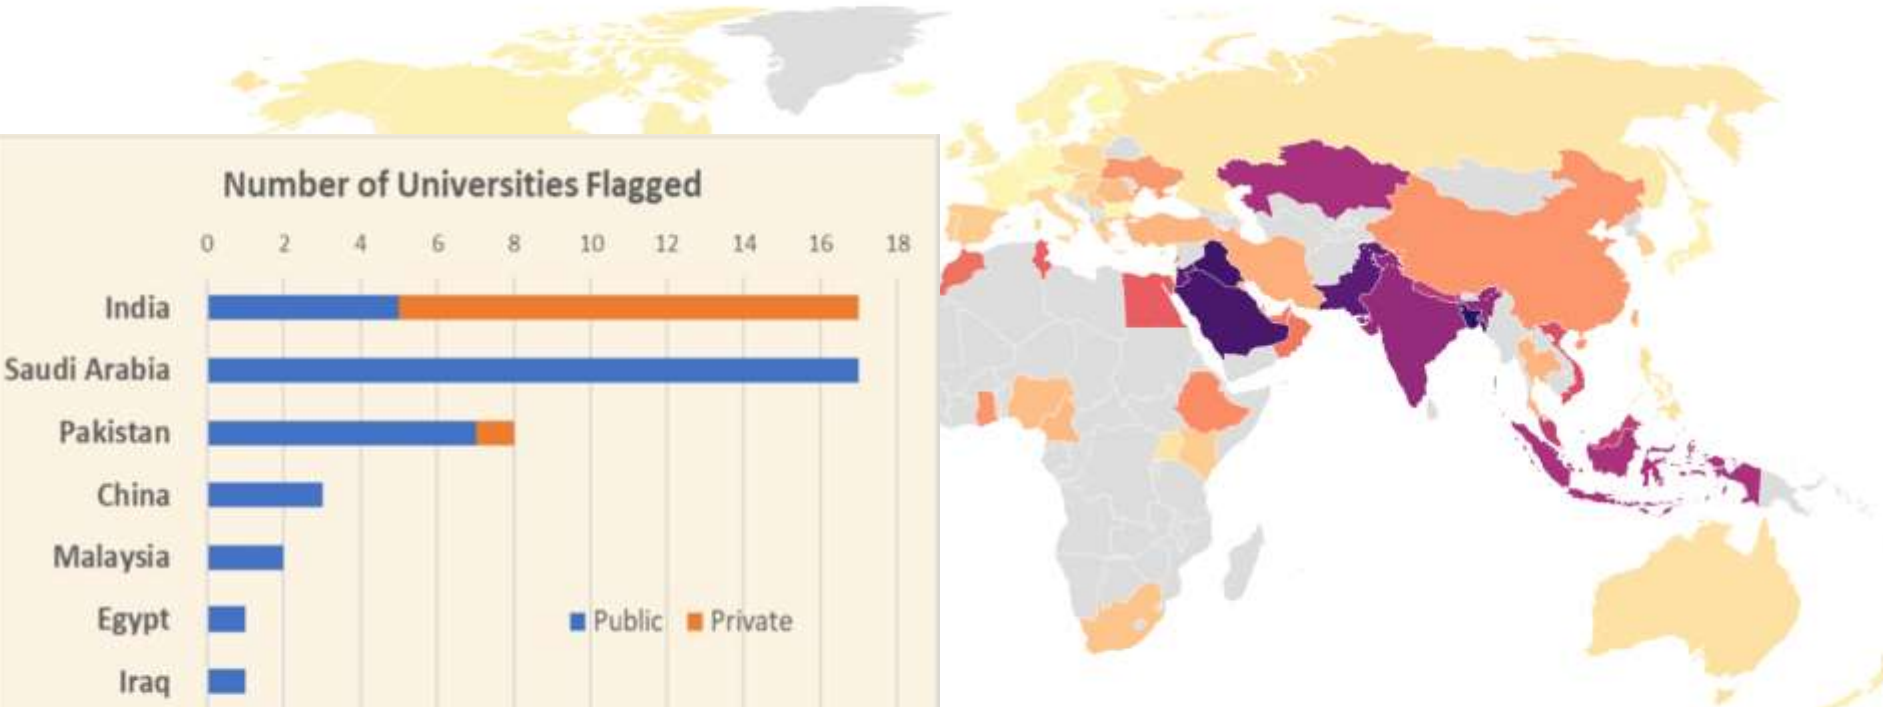 Number of Universities Flagged
0 2 4 6 8 10 12 14 16 18
India
Saudi Arabia
Pakistan
China
Malaysia
Egypt
Public Private
Iraq